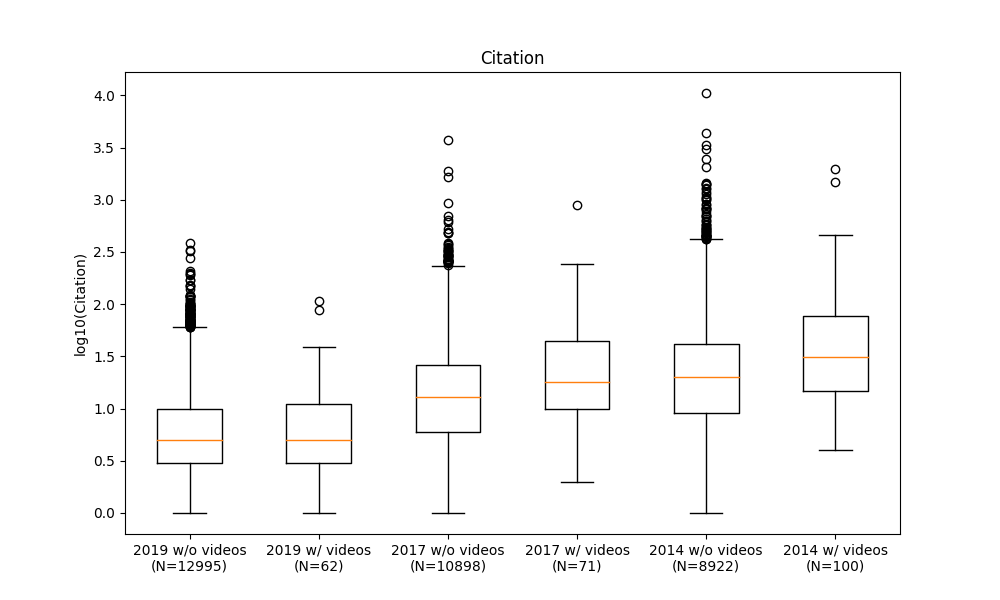 Citation
log10(Citation)
4.0
3.5
3.0
2.5
2.0
1.5
1.0
0.5
0.0
2019 w/o videos
(N=12995)
2019 w/ videos
(N=62)
2017 w/o videos
(N=10898)
2017 w/ videos
(N=71)
2014 w/o videos
(N=8922)
2014 w/ videos
(N=100)